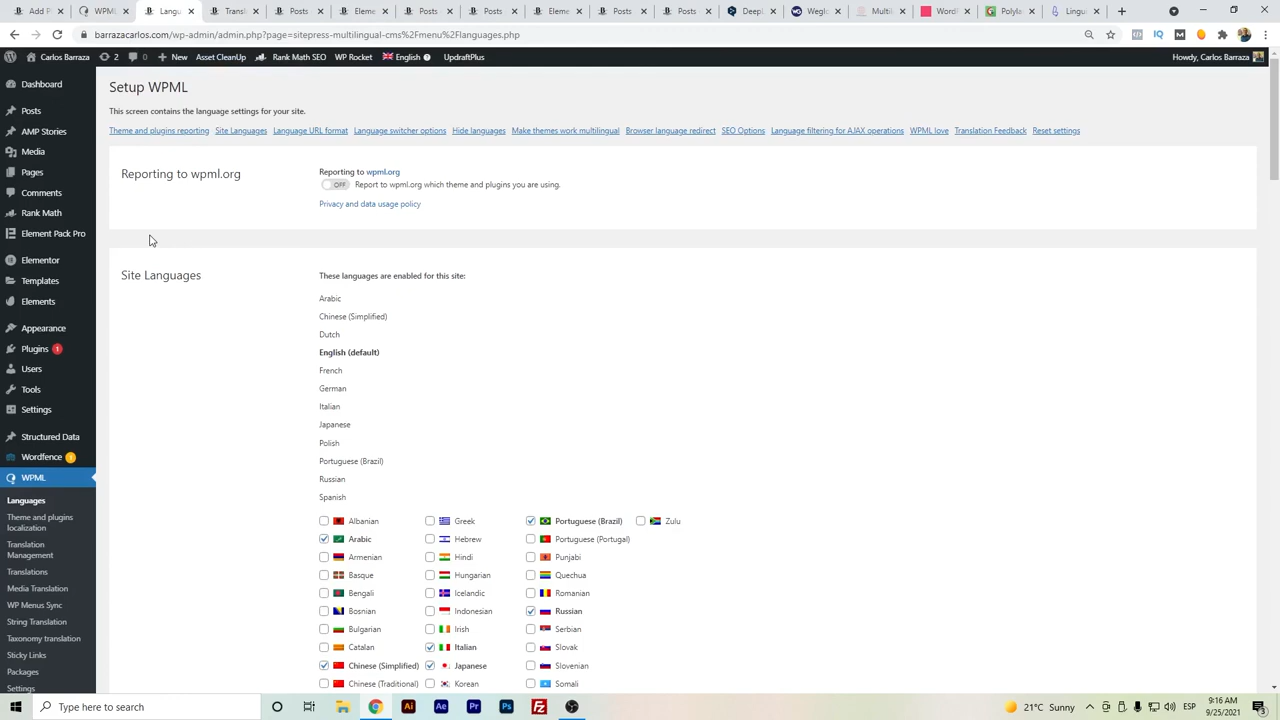 Add Po
WPML
Langu
Transl
Posts
Add P
Posts
Eleme
Posts
Posts
DeepL
Wegl
Multi
Word
Polyla
Lingu
barrazacarlos.com/wp-admin/admin.php?page=sitepress-multilingual-cms%2Fmenu%2Flanguages.php
Carlos Barraza
2
0
New
Asset CleanUp
Rank Math SEO
WP Rocket
English
UpdraftPlus
Howdy, Carlos Barraza
Dashboard
Posts
AMP Stories
Media
Pages
Comments
Rank Math
Element Pack Pro
Elementor
Templates
Elements
Appearance
Plugins 1
Users
Tools
Settings
Structured Data
Wordfence
WPML
Languages
Theme and plugins
localization
Translation
Management
Translations
Media Translation
WP Menus Sync
String Translation
Taxonomy translation
Sticky Links
Packages
Settings
Setup WPML
This screen contains the language settings for your site.
Theme and plugins reporting Site Languages Language URL format Language switcher options Hide languages Make themes work multilingual Browser language redirect SEO Options Language filtering for AJAX operations WPML love Translation Feedback Reset settings
Reporting to wpml.org
Reporting to wpml.org
OFF Report to wpml.org which theme and plugins you are using.
Privacy and data usage policy
Site Languages
These languages are enabled for this site:
Arabic
Chinese (Simplified)
Dutch
English (default)
French
German
Italian
Japanese
Polish
Portuguese (Brazil)
Russian
Spanish
Albanian Greek Portuguese (Brazil) Zulu
Arabic Hebrew Portuguese (Portugal)
Armenian Hindi Punjabi
Basque Hungarian Quechua
Bengali Icelandic Romanian
Bosnian Indonesian Russian
Bulgarian Irish Serbian
Catalan Italian Slovak
Chinese (Simplified) Japanese Slovenian
Chinese (Traditional) Korean Somali
Type here to search
Ai
Ae
Pr
Ps
Fz
21°C Sunny
ESP
9:16 AM
9/25/2021
3